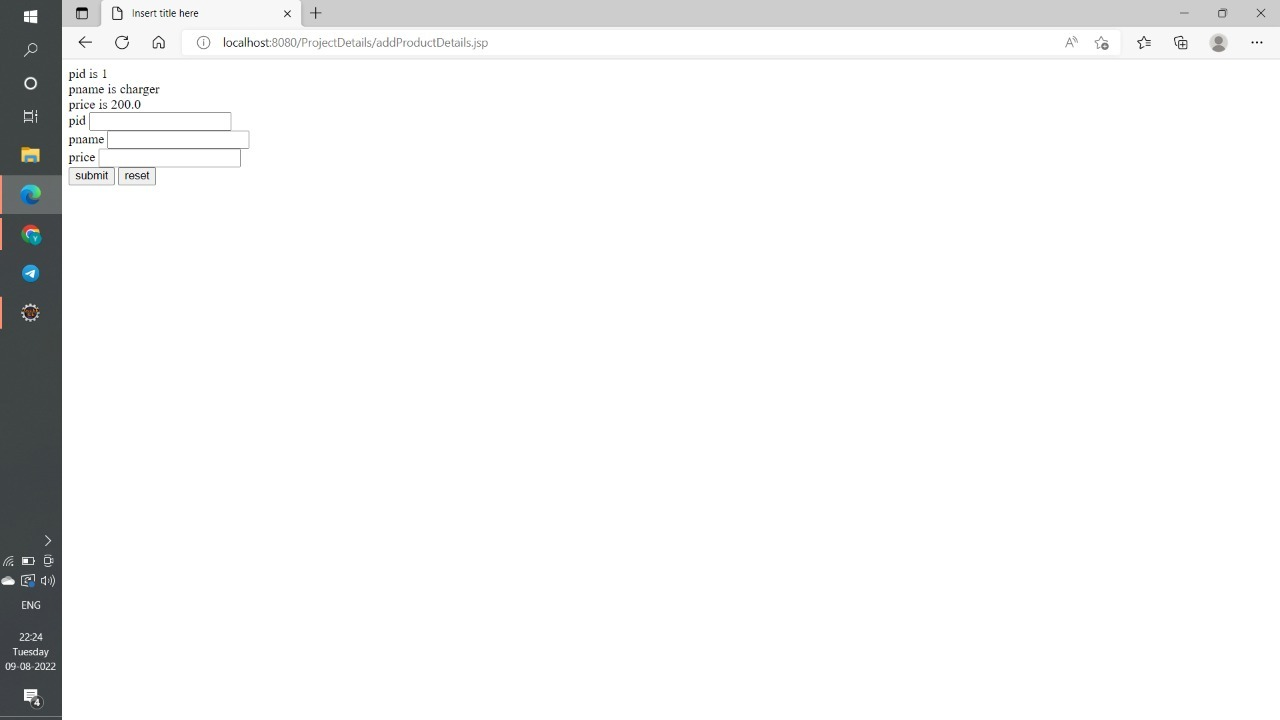 Insert title here
localhost:8080/ProjectDetails/addProductDetails.jsp
pid is 1
pname is charger
price is 200.0
pid
pname
price
submit reset
ENG
22:24
Tuesday
09-08-2022
4